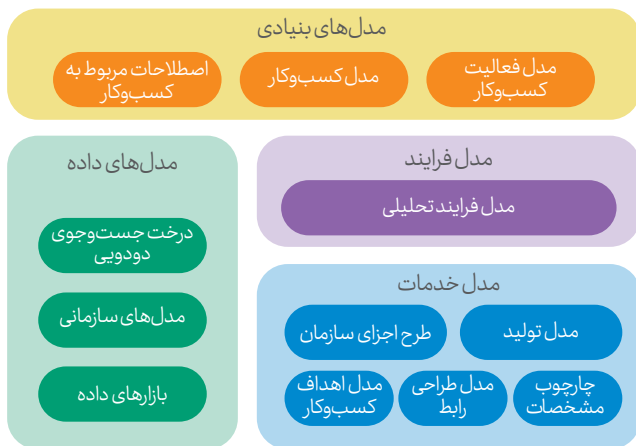 مدل‌های بنیادی
مدل فعالیت
کسب‌وکار
مدل کسب‌وکار
اصطلاحات مربوط به
کسب‌وکار
مدل فرایند
مدل فرایند تحلیلی
مدل‌های داده
درخت جست‌وجوی
دودویی
مدل‌های سازمانی
بازارهای داده
مدل خدمات
مدل تولید
طرح اجزای سازمان
چارچوب
مشخصات
مدل طراحی
رابط
مدل اهداف
کسب‌وکار